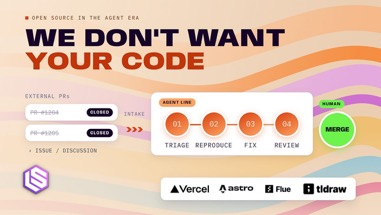 OPEN SOURCE IN THE AGENT ERA
WE DON'T WANT
YOUR CODE
EXTERNAL PRs
PR #1204 CLOSED
PR #1205 CLOSED
› ISSUE / DISCUSSION
INTAKE
AGENT LINE
01 02 03 04
TRIAGE REPRODUCE FIX REVIEW
HUMAN
MERGE
Vercel astro Flue tldraw